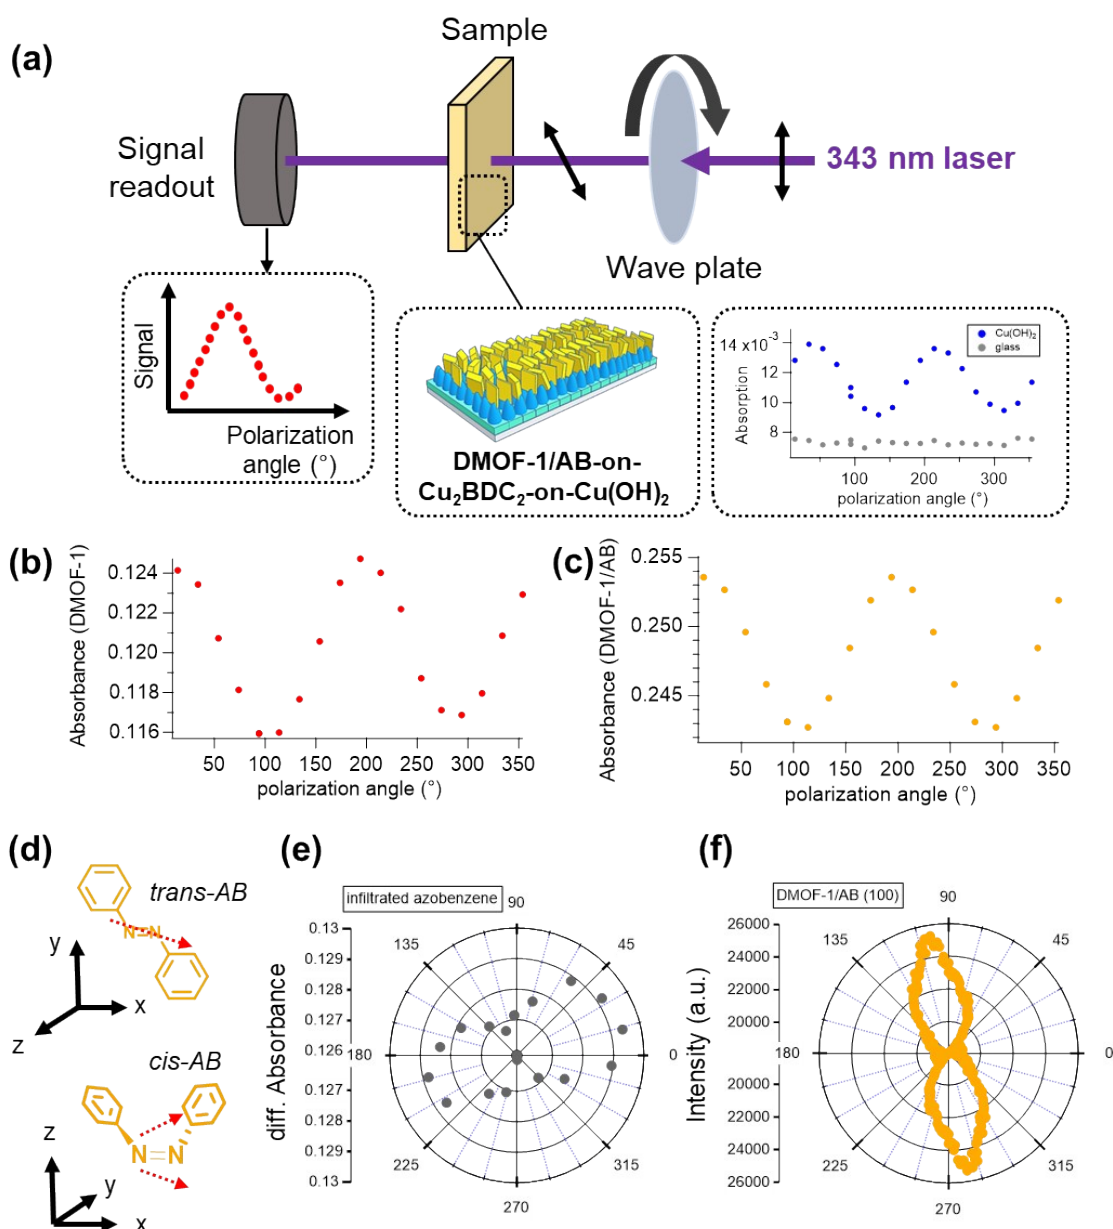 (a)
Sample
Signal
readout
343 nm laser
Wave plate
Signal
Polarization
angle (°)
DMOF-1/AB-on-
Cu₂BDC₂-on-Cu(OH)₂
Cu(OH)₂
glass
14 x10⁻³
12
10
8
Absorption
100
200
300
polarization angle (°)
(b)
Absorbance (DMOF-1)
0.124
0.122
0.120
0.118
0.116
50
100
150
200
250
300
350
polarization angle (°)
(c)
Absorbance (DMOF-1/AB)
0.255
0.250
0.245
50
100
150
200
250
300
350
polarization angle (°)
(d)
trans-AB
N=N
y
x
z
cis-AB
N=N
z
y
x
(e)
infiltrated azobenzene
diff. Absorbance
0.13
0.129
0.128
0.127
0.126
0.127
0.128
0.129
0.13
90
135
45
180
0
225
315
270
(f)
DMOF-1/AB (100)
Intensity (a.u.)
26000
24000
22000
20000
20000
22000
24000
26000
90
135
45
180
0
225
315
270